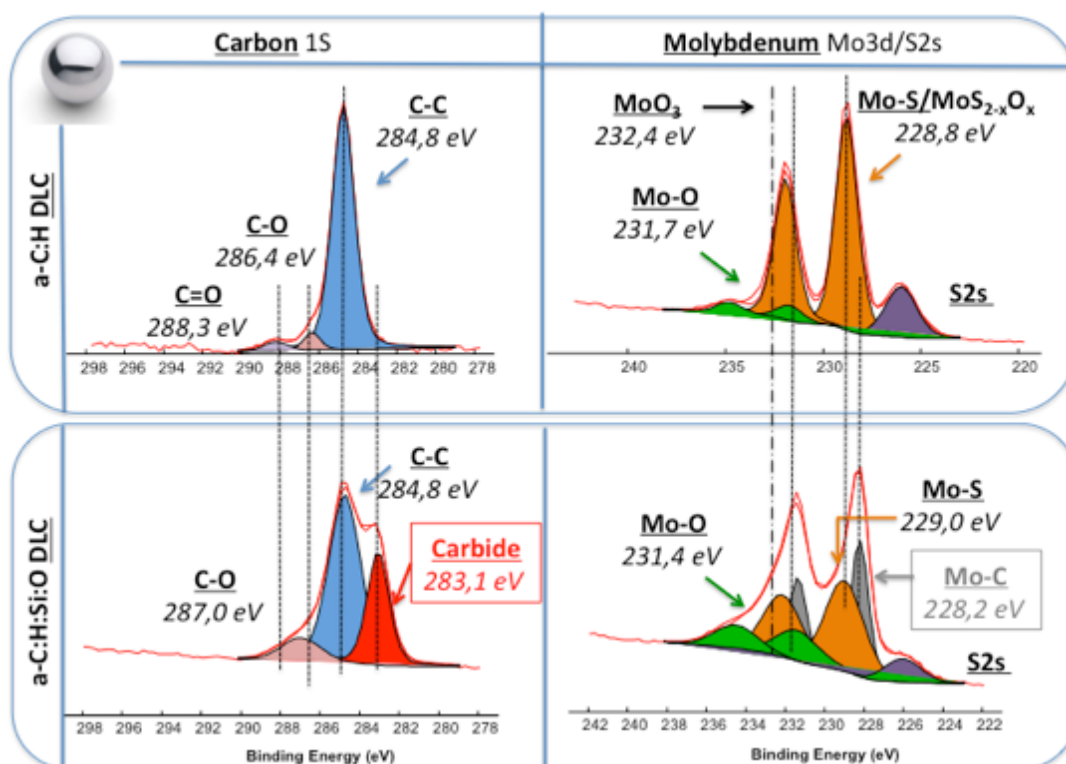 Carbon 1S
Molybdenum Mo3d/S2s
a-C:H DLC
C-C
284,8 eV
C-O
286,4 eV
C=O
288,3 eV
298 296 294 292 290 288 286 284 282 280 278
MoO3
232,4 eV
Mo-S/MoS2-xOx
228,8 eV
Mo-O
231,7 eV
S2s
240 235 230 225 220
a-C:H:Si:O DLC
C-C
284,8 eV
Carbide
283,1 eV
C-O
287,0 eV
298 296 294 292 290 288 286 284 282 280 278
Binding Energy (eV)
Mo-S
229,0 eV
Mo-O
231,4 eV
Mo-C
228,2 eV
S2s
242 240 238 236 234 232 230 228 226 224 222
Binding Energy (eV)